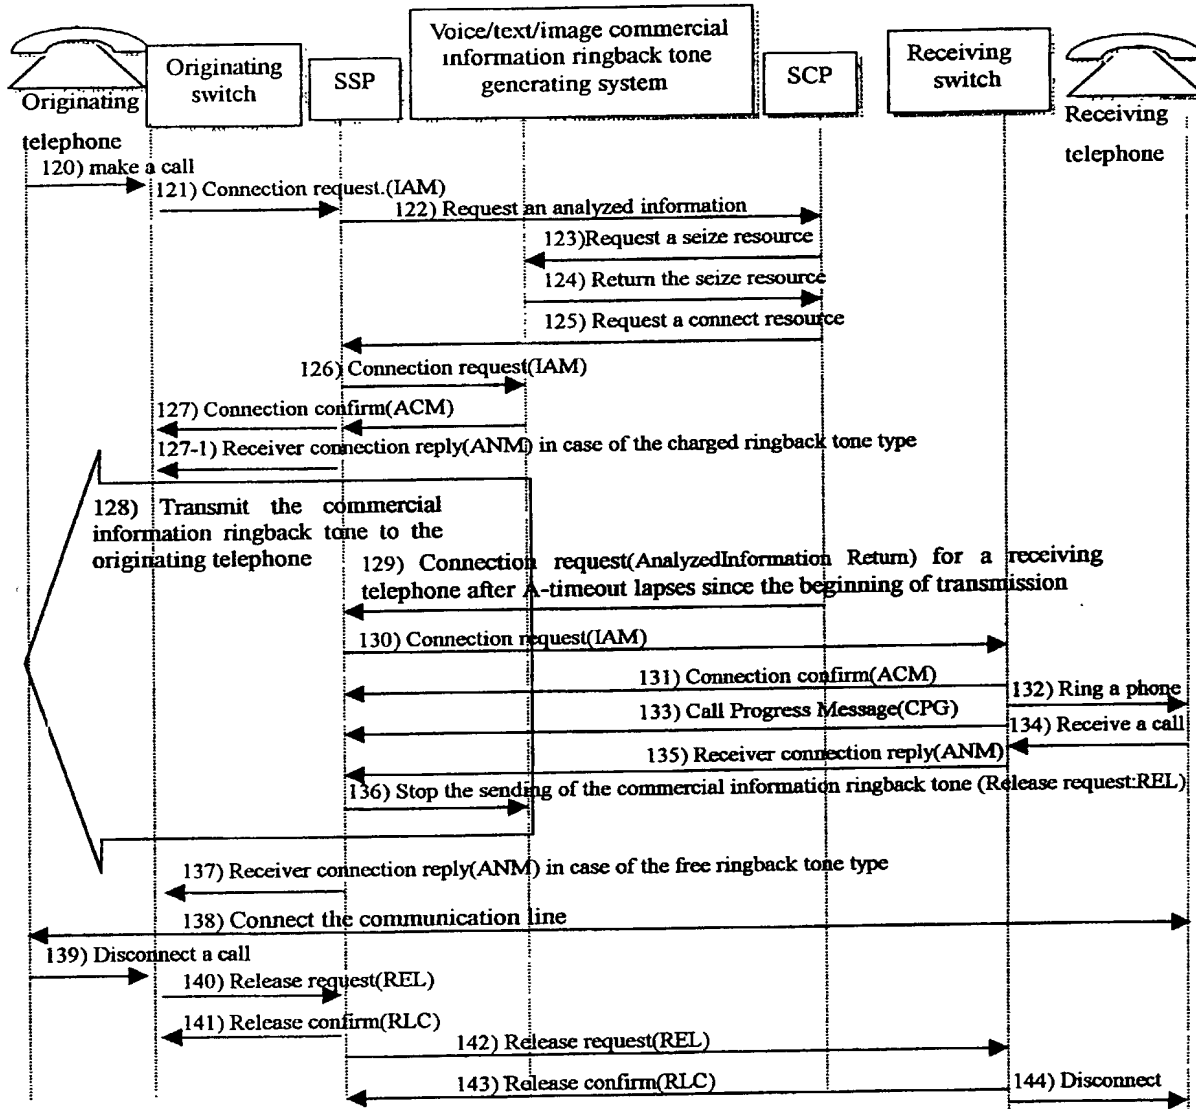 Originating
telephone
Originating
switch
SSP
Voice/text/image commercial
information ringback tone
generating system
SCP
Receiving
switch
Receiving
telephone
120) make a call
121) Connection request.(IAM)
122) Request an analyzed information
123)Request a seize resource
124) Return the seize resource
125) Request a connect resource
126) Connection request(IAM)
127) Connection confirm(ACM)
127-1) Receiver connection reply(ANM) in case of the charged ringback tone type
128) Transmit the commercial
information ringback tone to the
originating telephone
129) Connection request(AnalyzedInformation Return) for a receiving
telephone after A-timeout lapses since the beginning of transmission
130) Connection request(IAM)
131) Connection confirm(ACM)
132) Ring a phone
133) Call Progress Message(CPG)
134) Receive a call
135) Receiver connection reply(ANM)
136) Stop the sending of the commercial information ringback tone (Release request:REL)
137) Receiver connection reply(ANM) in case of the free ringback tone type
138) Connect the communication line
139) Disconnect a call
140) Release request(REL)
141) Release confirm(RLC)
142) Release request(REL)
143) Release confirm(RLC)
144) Disconnect